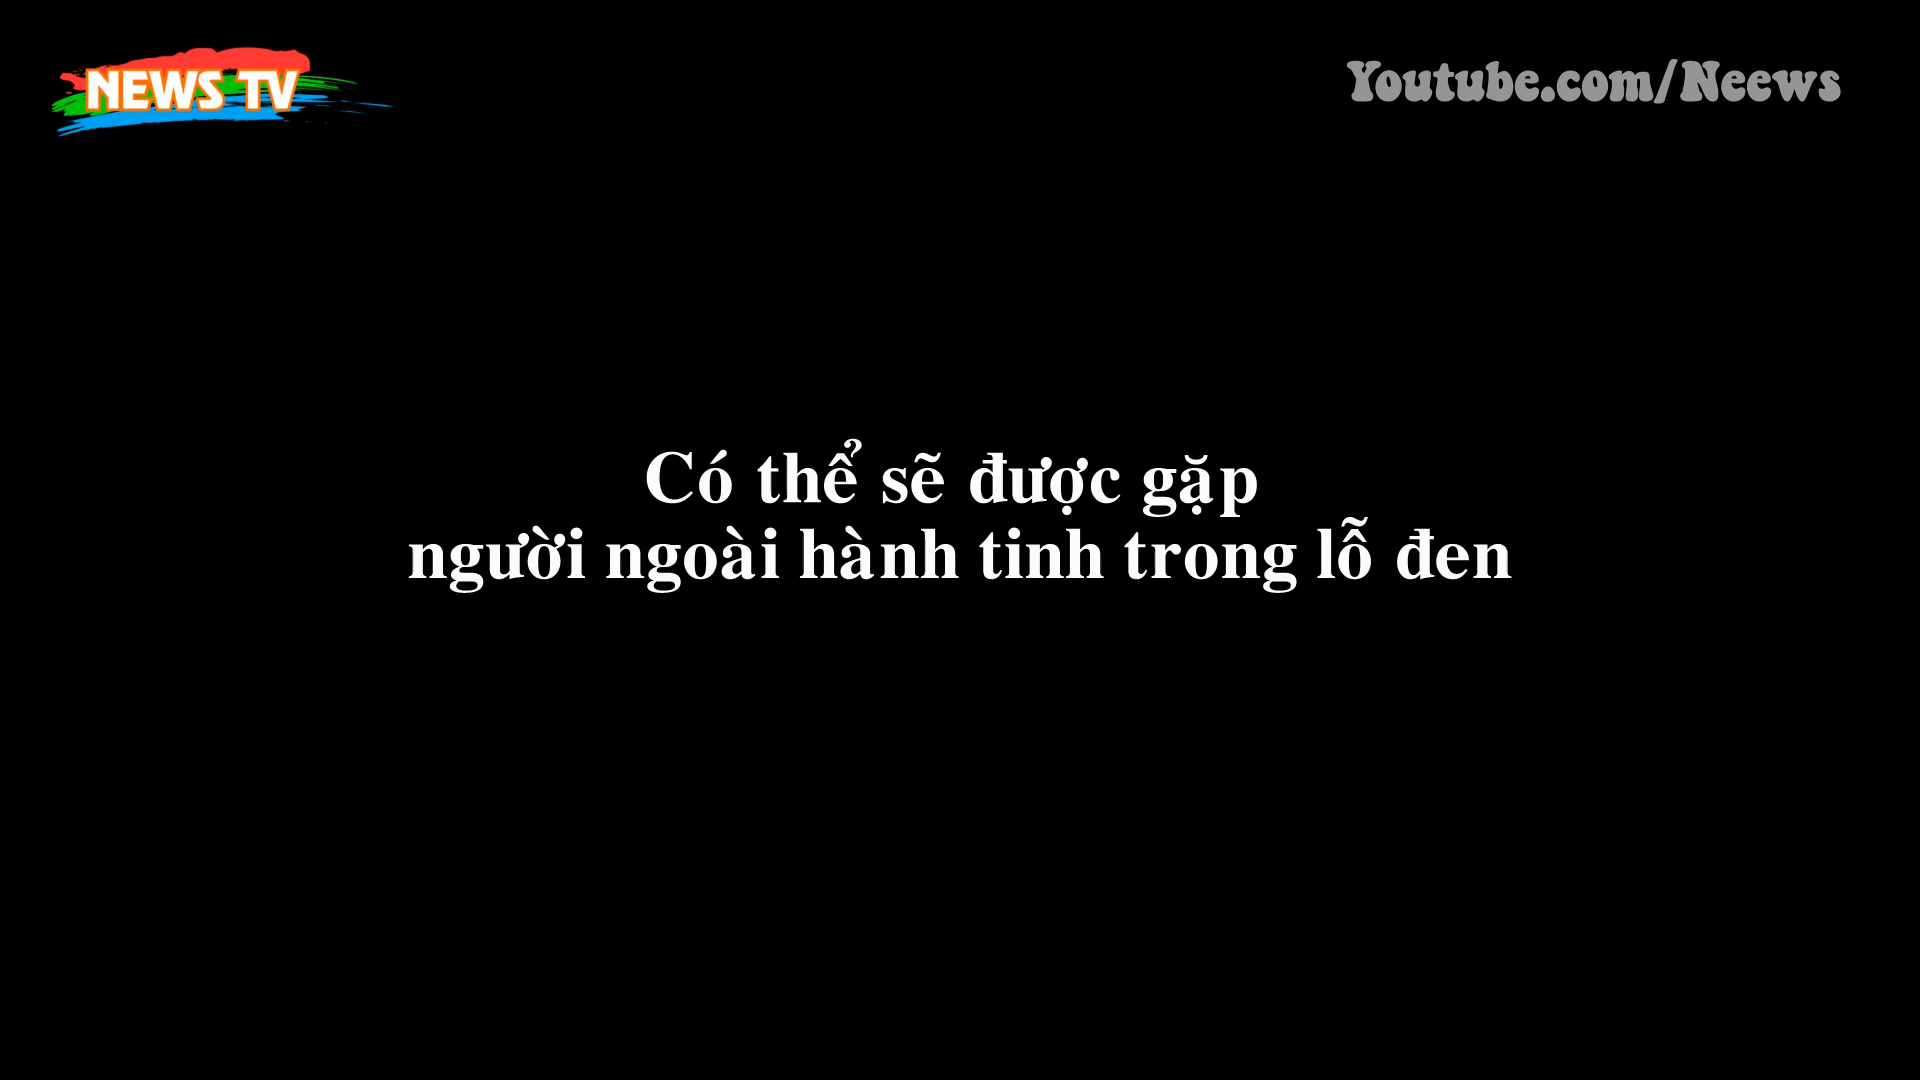 NEWS TV
Youtube.com/Neews
Có thể sẽ được gặp
người ngoài hành tinh trong lỗ đen